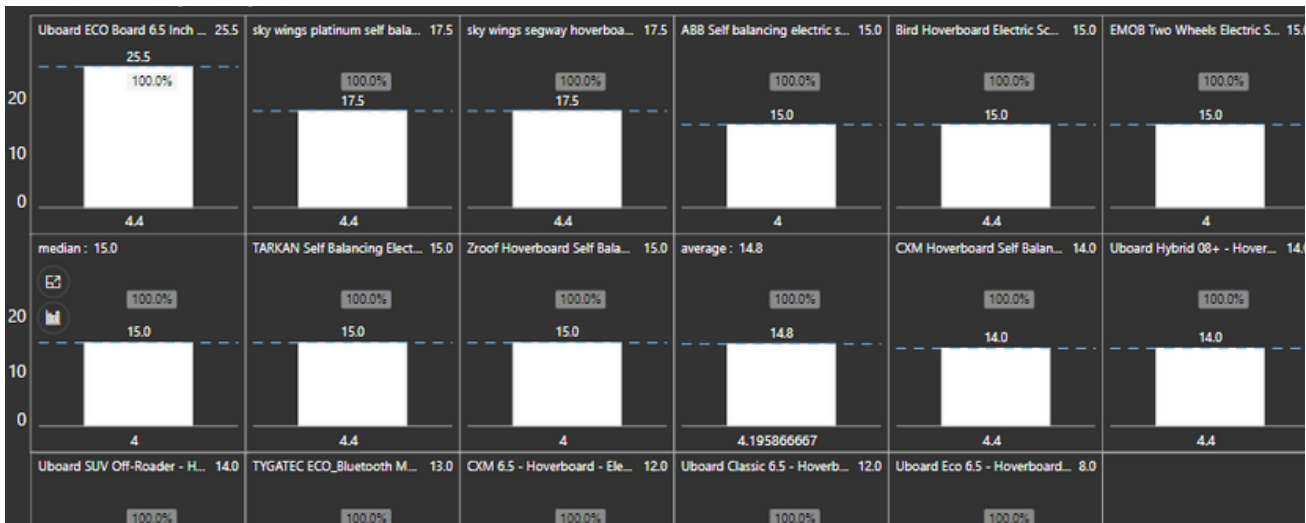 Uboard ECO Board 6.5 Inch ... 25.5
sky wings platinum self bala... 17.5
sky wings segway hoverboa... 17.5
ABB Self balancing electric s... 15.0
Bird Hoverboard Electric Sc... 15.0
EMOB Two Wheels Electric S... 15.0
25.5
100.0% 100.0% 100.0% 100.0% 100.0% 100.0%
17.5 17.5
15.0 15.0 15.0
20
10
0
4.4 4.4 4.4 4 4.4 4
median : 15.0
TARKAN Self Balancing Elect... 15.0
Zroof Hoverboard Self Bala... 15.0
average : 14.8
CXM Hoverboard Self Balan... 14.0
Uboard Hybrid 08+ - Hover... 14.0
100.0% 100.0% 100.0% 100.0% 100.0% 100.0%
15.0 15.0 15.0 14.8 14.0 14.0
20
10
0
4 4.4 4 4.195866667 4.4 4.4
Uboard SUV Off-Roader - H... 14.0
TYGATEC ECO_Bluetooth M... 13.0
CXM 6.5 - Hoverboard - Ele... 12.0
Uboard Classic 6.5 - Hoverb... 12.0
Uboard Eco 6.5 - Hoverboard... 8.0
100.0% 100.0% 100.0% 100.0% 100.0%